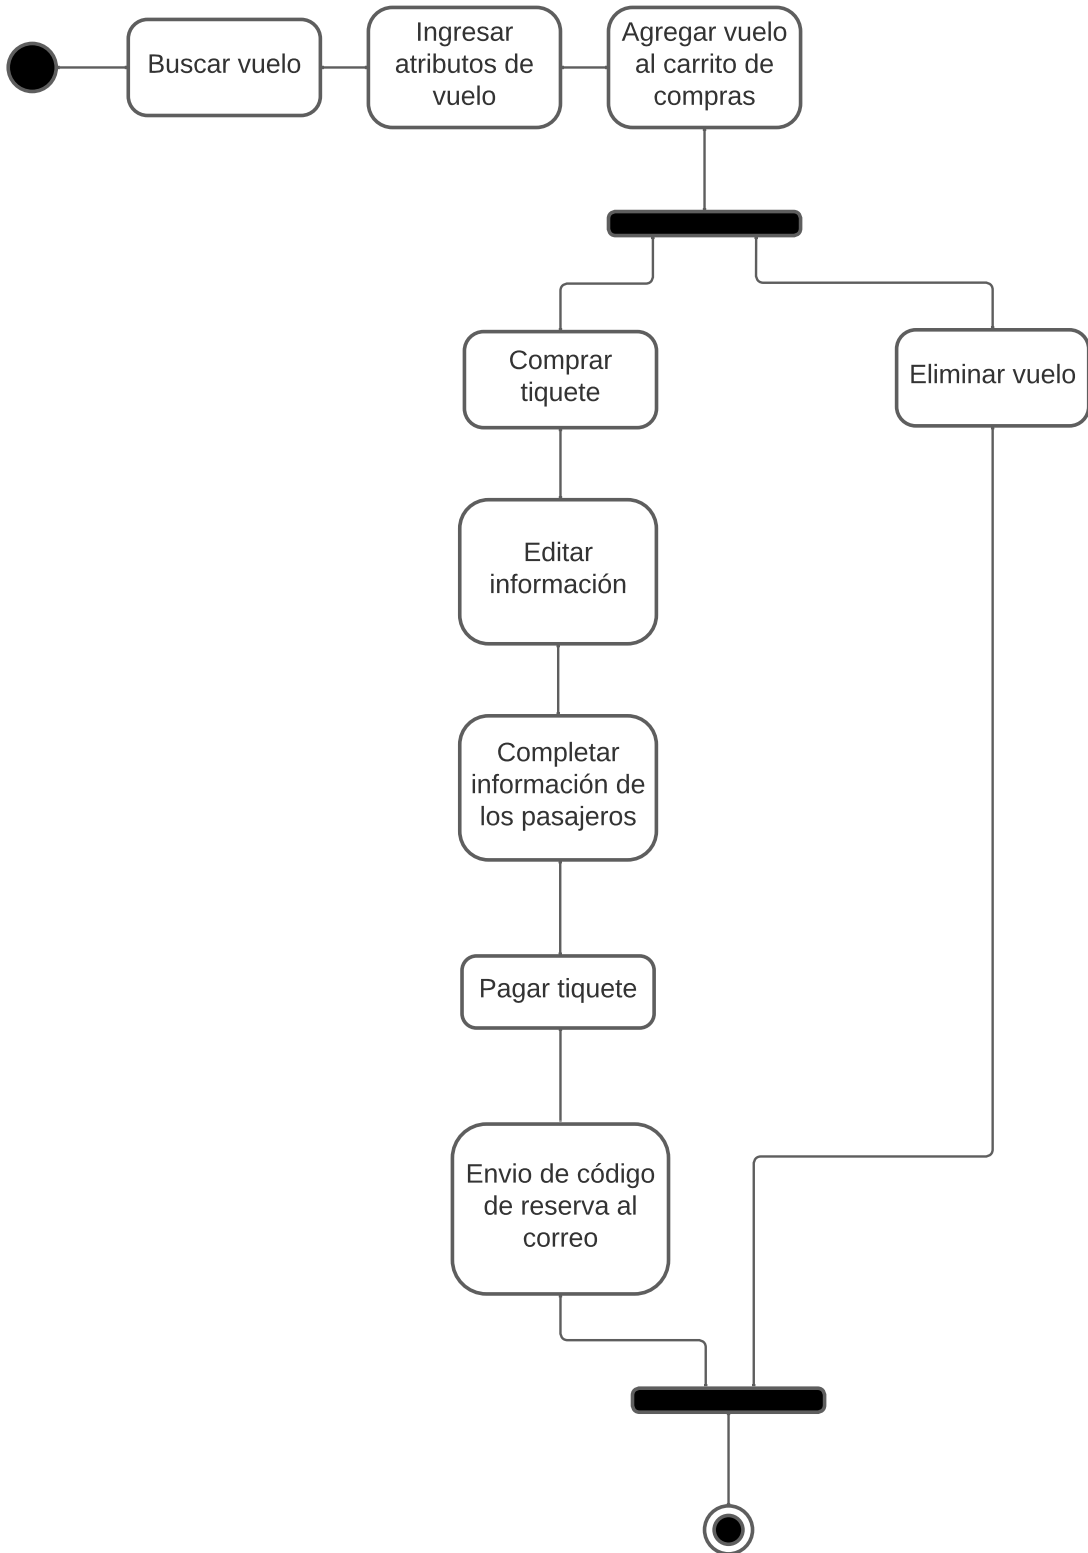 Buscar vuelo
Ingresar
atributos de
vuelo
Agregar vuelo
al carrito de
compras
Comprar
tiquete
Eliminar vuelo
Editar
información
Completar
información de
los pasajeros
Pagar tiquete
Envio de código
de reserva al
correo